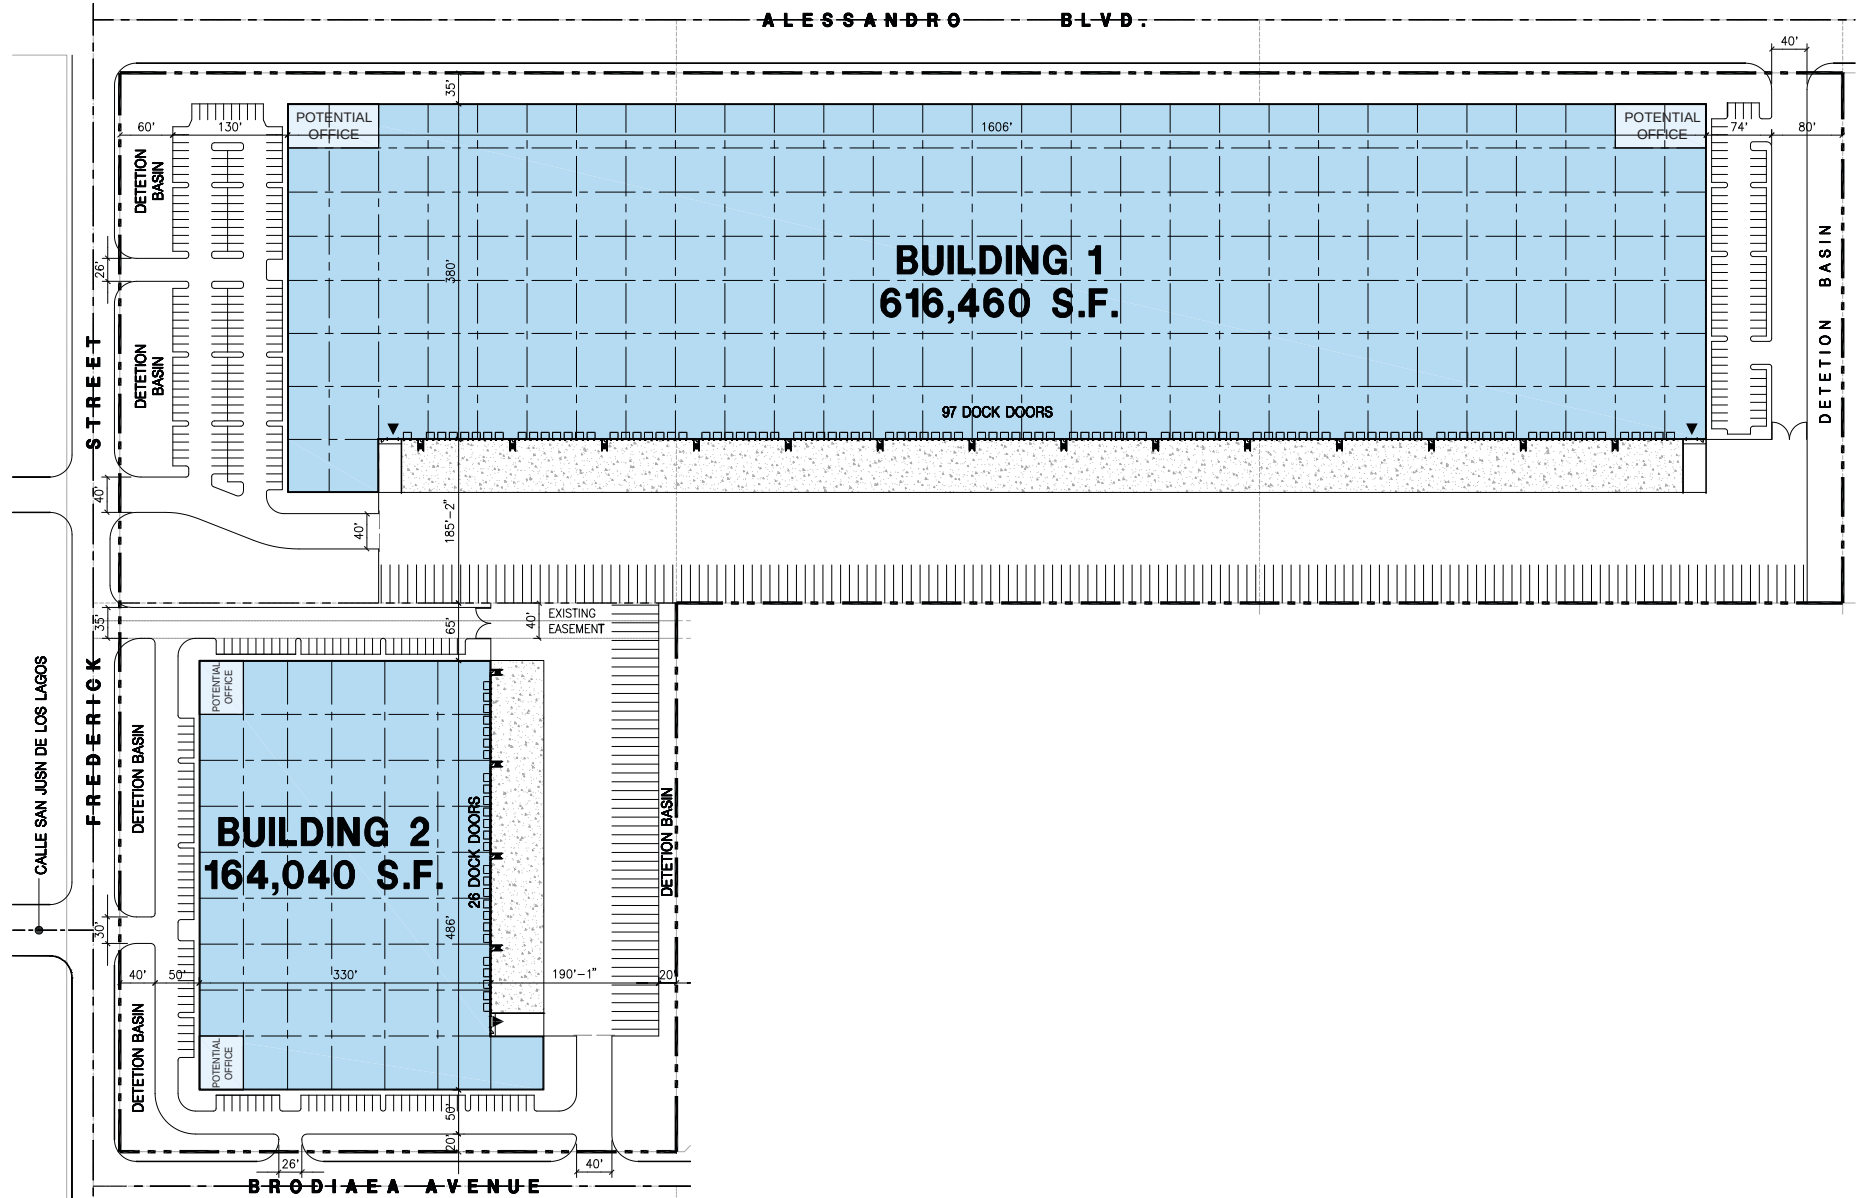 ALESSANDRO BLVD.
40'
35'
POTENTIAL
OFFICE
POTENTIAL
OFFICE
60'
130'
1606'
74'
80'
DETETION
BASIN
26'
380'
BUILDING 1
616,460 S.F.
DETETION BASIN
DETETION
BASIN
97 DOCK DOORS
FREDERICK STREET
40'
40'
185'-2"
35'
65'
40'
EXISTING
EASEMENT
POTENTIAL
OFFICE
CALLE SAN JUSN DE LOS LAGOS
DETETION BASIN
BUILDING 2
164,040 S.F.
26 DOCK DOORS
DETETION BASIN
486'
30'
40'
50'
330'
190'-1"
20'
DETETION BASIN
POTENTIAL
OFFICE
50'
20'
26'
40'
BRODIAEA AVENUE